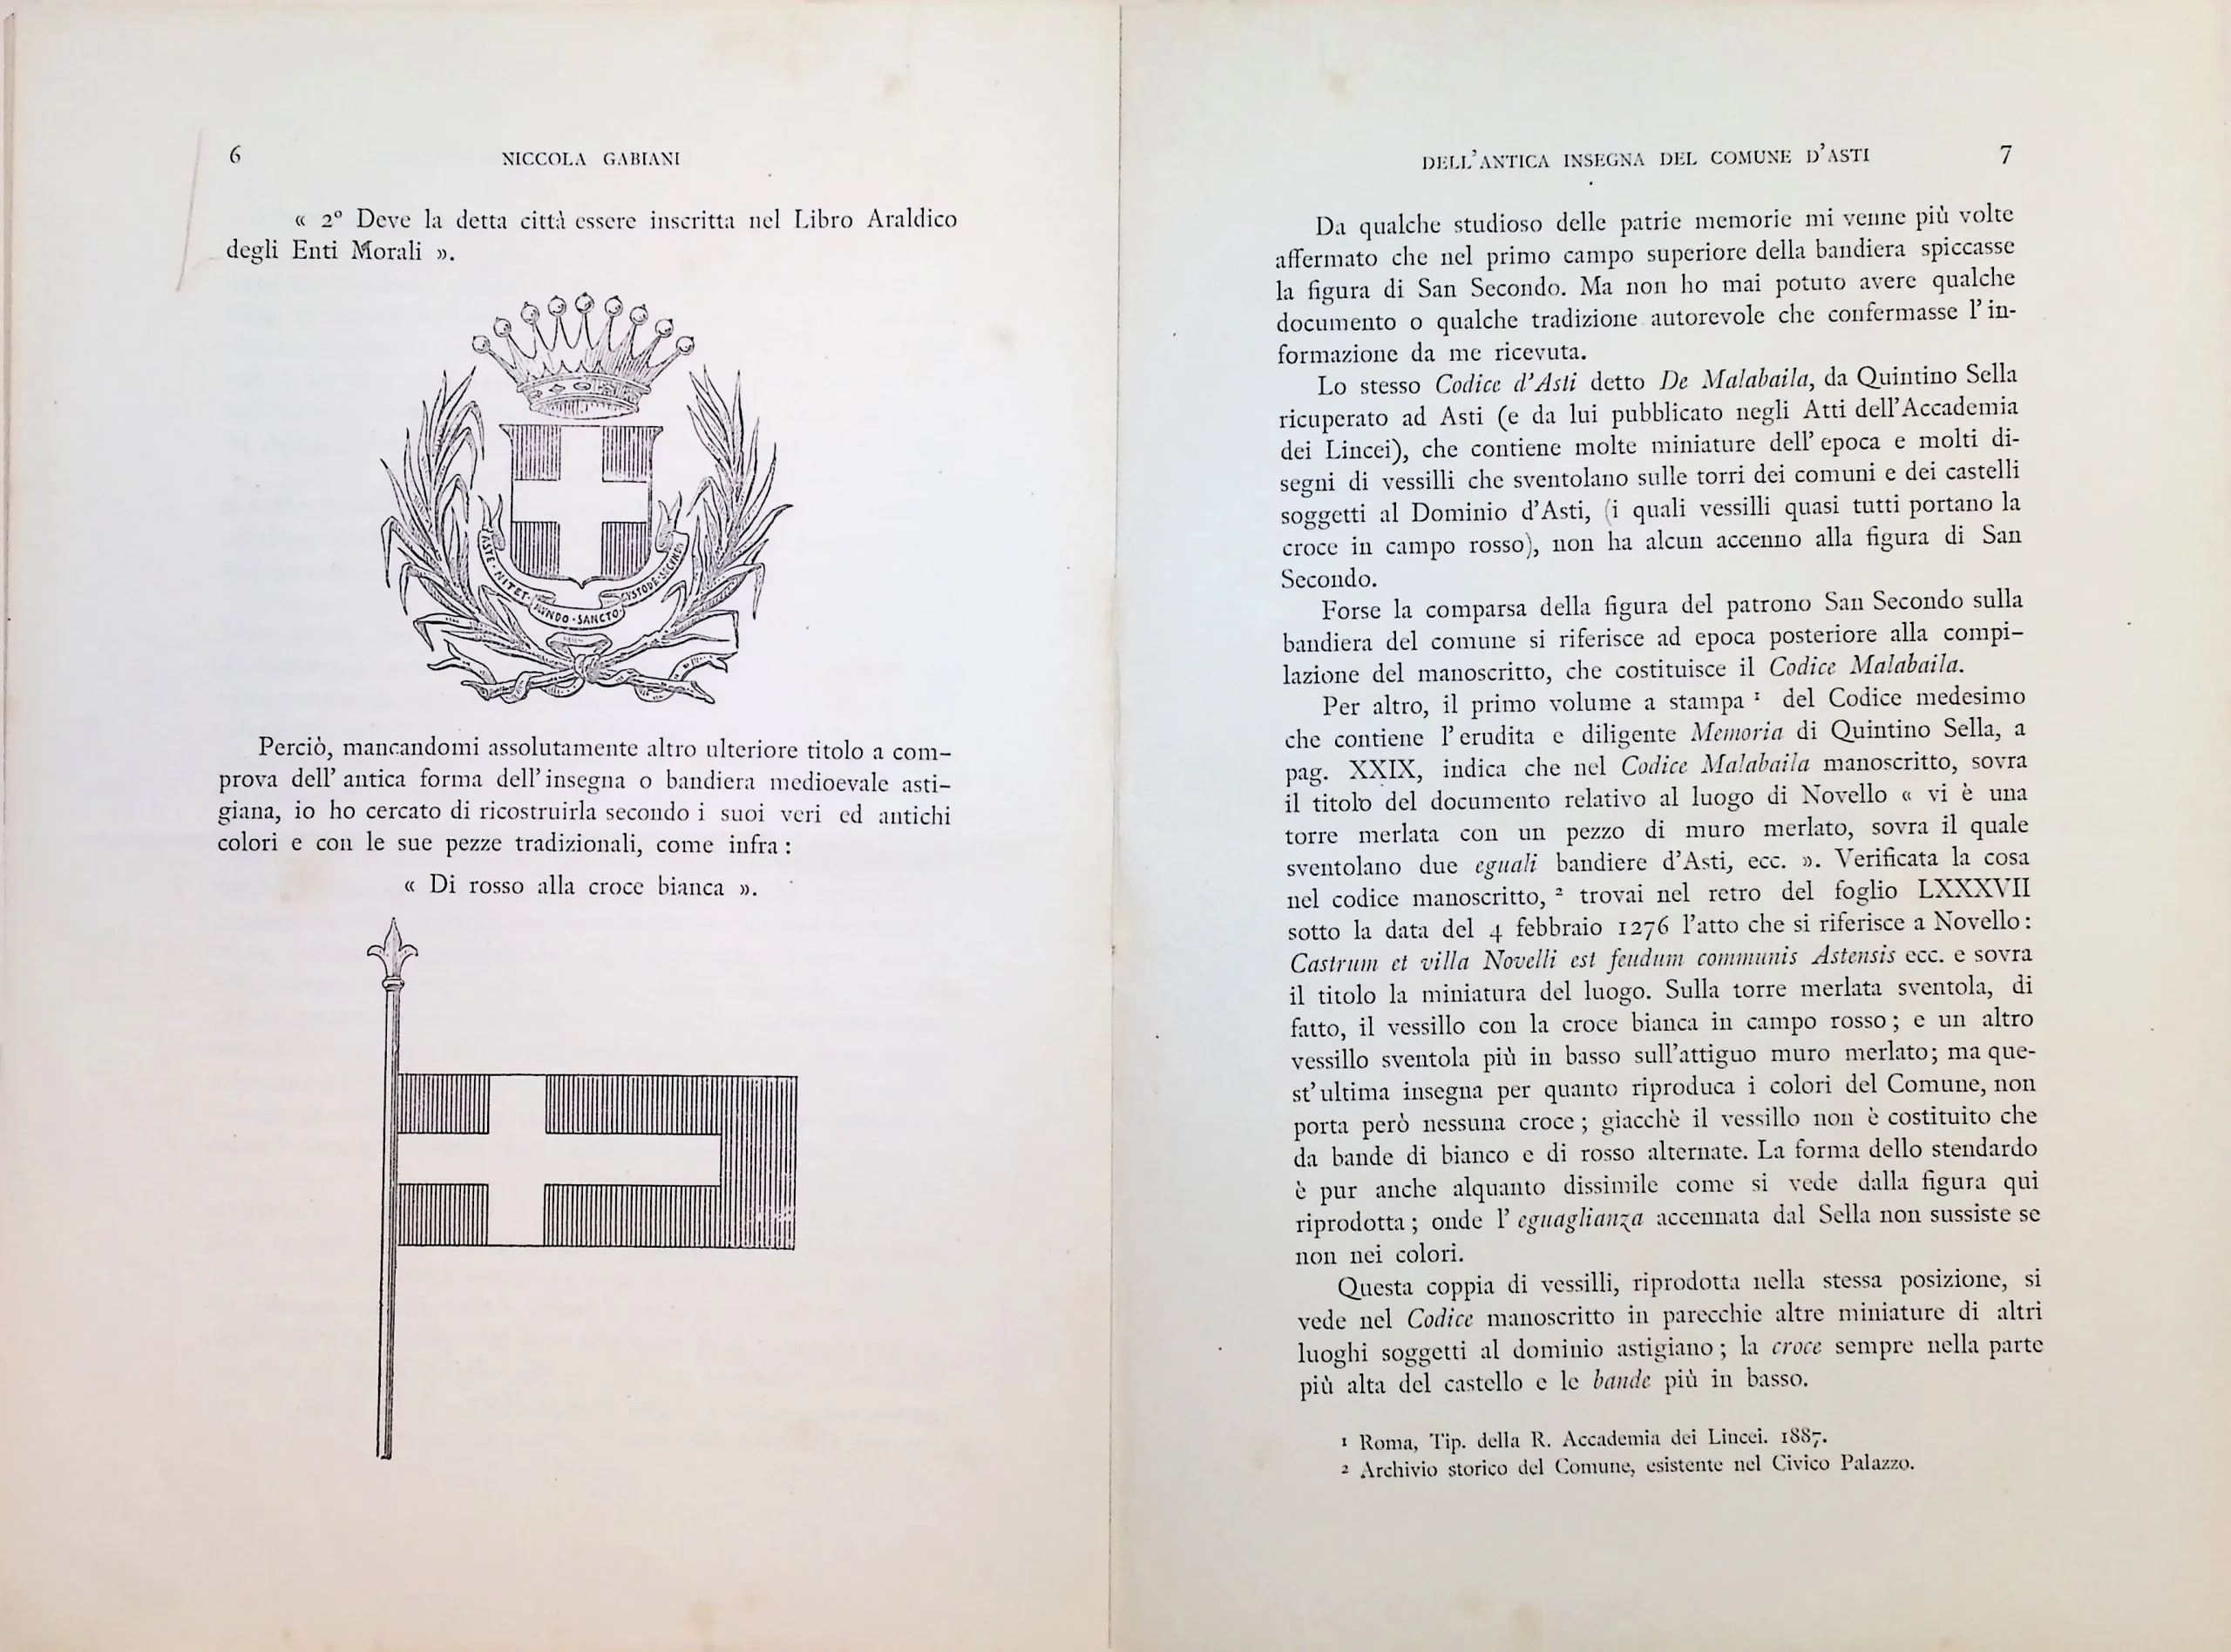 6
NICCOLA GABIANI
« 2° Deve la detta città essere inscritta nel Libro Araldico
degli Enti Morali ».
ASTE · NITET · MUNDO · SANCTO · CVSTODE · SECUNDO
Perciò, mancandomi assolutamente altro ulteriore titolo a com-
prova dell' antica forma dell' insegna o bandiera medioevale asti-
giana, io ho cercato di ricostruirla secondo i suoi veri ed antichi
colori e con le sue pezze tradizionali, come infra :
« Di rosso alla croce bianca ».
DELL'ANTICA INSEGNA DEL COMUNE D'ASTI
7
Da qualche studioso delle patrie memorie mi venne più volte
affermato che nel primo campo superiore della bandiera spiccasse
la figura di San Secondo. Ma non ho mai potuto avere qualche
documento o qualche tradizione autorevole che confermasse l' in-
formazione da me ricevuta.
Lo stesso Codice d'Asti detto De Malabaila, da Quintino Sella
ricuperato ad Asti (e da lui pubblicato negli Atti dell'Accademia
dei Lincei), che contiene molte miniature dell' epoca e molti di-
segni di vessilli che sventolano sulle torri dei comuni e dei castelli
soggetti al Dominio d'Asti, (i quali vessilli quasi tutti portano la
croce in campo rosso), non ha alcun accenno alla figura di San
Secondo.
Forse la comparsa della figura del patrono San Secondo sulla
bandiera del comune si riferisce ad epoca posteriore alla compi-
lazione del manoscritto, che costituisce il Codice Malabaila.
Per altro, il primo volume a stampa ¹ del Codice medesimo
che contiene l' erudita e diligente Memoria di Quintino Sella, a
pag. XXIX, indica che nel Codice Malabaila manoscritto, sovra
il titolo del documento relativo al luogo di Novello « vi è una
torre merlata con un pezzo di muro merlato, sovra il quale
sventolano due eguali bandiere d'Asti, ecc. ». Verificata la cosa
nel codice manoscritto, ² trovai nel retro del foglio LXXXVII
sotto la data del 4 febbraio 1276 l'atto che si riferisce a Novello :
Castrum et villa Novelli est feudum communis Astensis ecc. e sovra
il titolo la miniatura del luogo. Sulla torre merlata sventola, di
fatto, il vessillo con la croce bianca in campo rosso ; e un altro
vessillo sventola più in basso sull'attiguo muro merlato; ma que-
st' ultima insegna per quanto riproduca i colori del Comune, non
porta però nessuna croce ; giacchè il vessillo non è costituito che
da bande di bianco e di rosso alternate. La forma dello stendardo
è pur anche alquanto dissimile come si vede dalla figura qui
riprodotta ; onde l' eguaglianza accennata dal Sella non sussiste se
non nei colori.
Questa coppia di vessilli, riprodotta nella stessa posizione, si
vede nel Codice manoscritto in parecchie altre miniature di altri
luoghi soggetti al dominio astigiano ; la croce sempre nella parte
più alta del castello e le bande più in basso.
¹ Roma, Tip. della R. Accademia dei Lincei. 1887.
² Archivio storico del Comune, esistente nel Civico Palazzo.